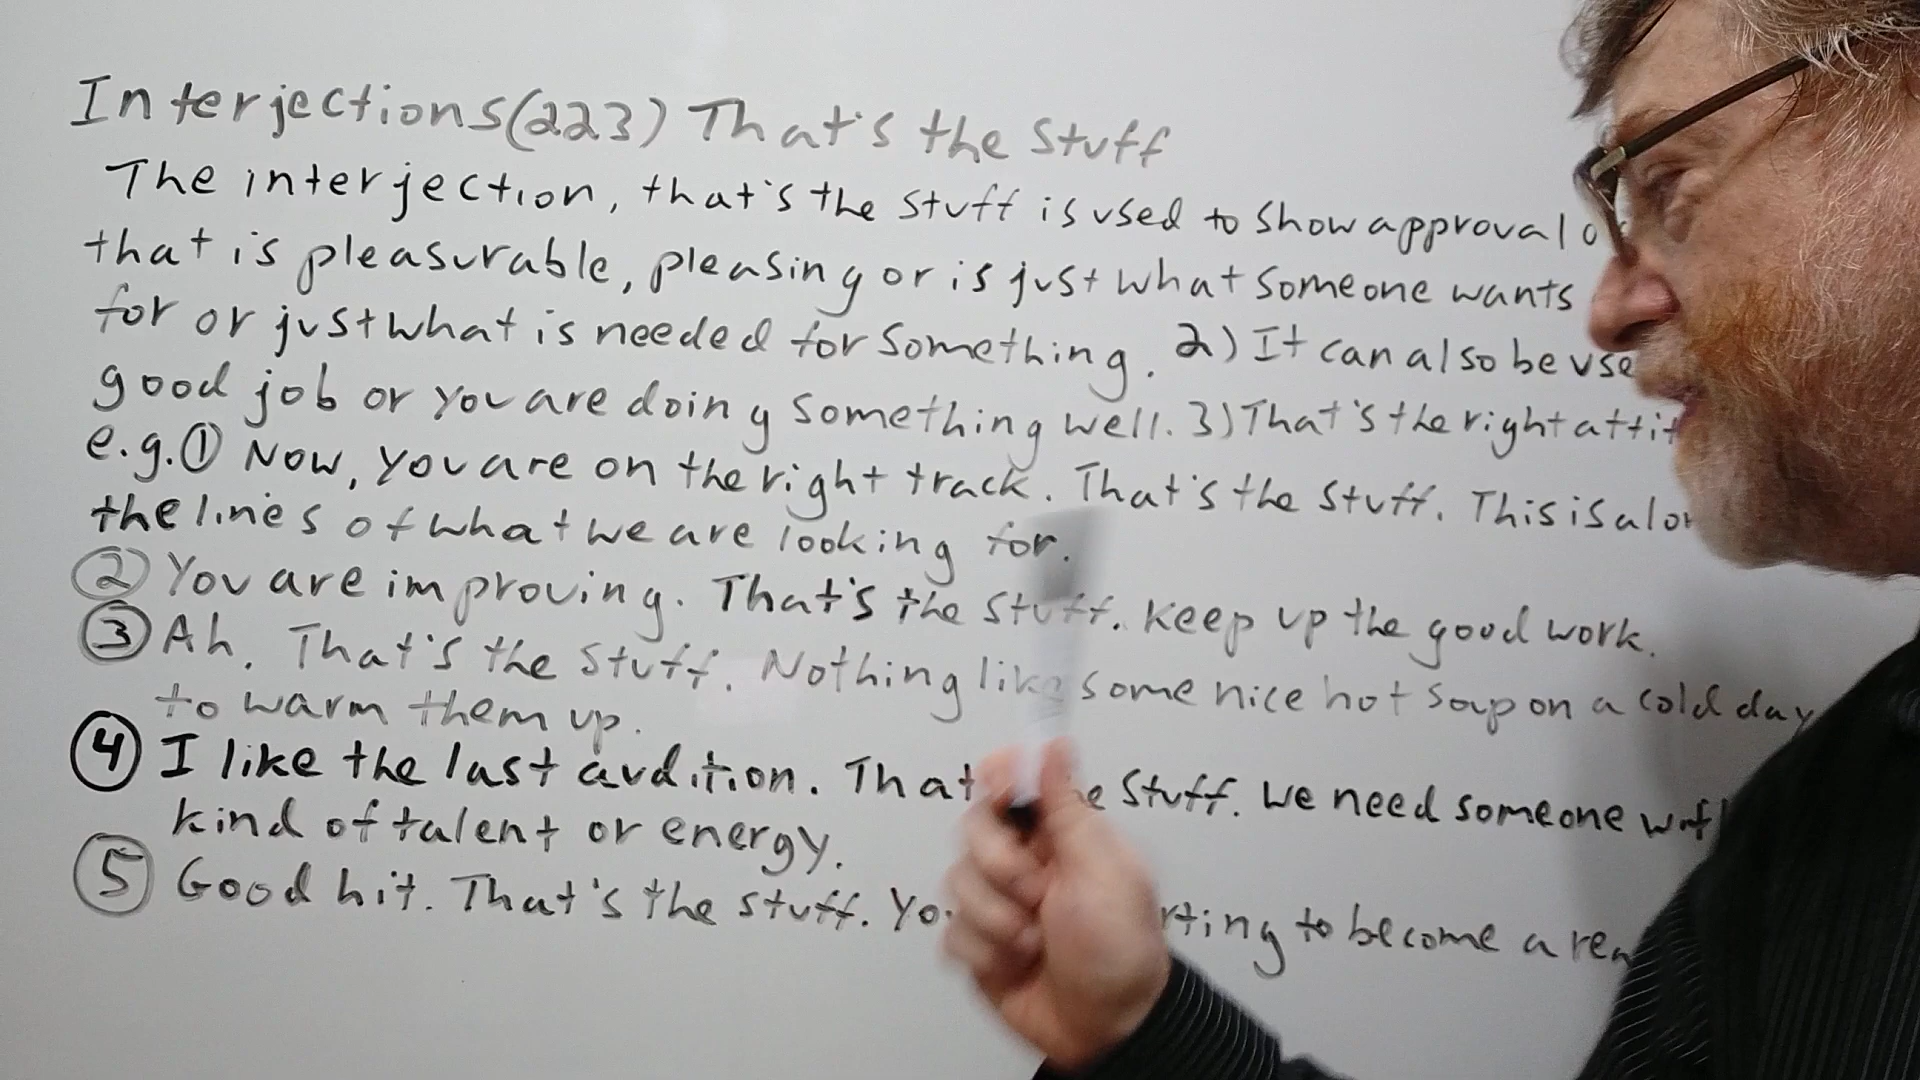 Interjections(223) That's the Stuff
The interjection, that's the stuff is used to show approval
that is pleasurable, pleasing or is just what someone wants
for or just what is needed for something. 2) It can also be
good job or you are doing something well. 3) That's the right
e.g. ① Now, you are on the right track. That's the stuff. This is
the lines of what we are looking for.
② You are improving. That's the stuff. Keep up the good work.
③ Ah. That's the stuff. Nothing like some nice hot soup on a cold day
to warm them up.
④ I like the last audition. That the stuff. We need someone
kind of talent or energy.
⑤ Good hit. That's the stuff. to become a